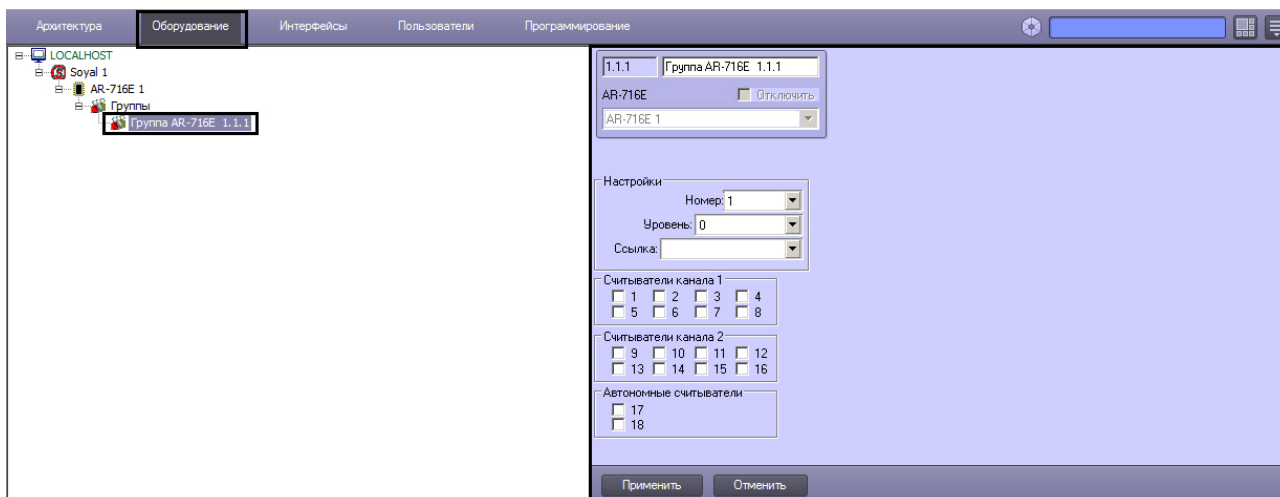 Архитектура Оборудование Интерфейсы Пользователи Программирование
LOCALHOST
Soyal 1
AR-716E 1
Группы
Группа AR-716E 1.1.1
1.1.1 Группа AR-716E 1.1.1
AR-716E Отключить
AR-716E 1
Настройки
Номер: 1
Уровень: 0
Ссылка:
Считыватели канала 1
1 2 3 4
5 6 7 8
Считыватели канала 2
9 10 11 12
13 14 15 16
Автономные считыватели
17
18
Применить Отменить